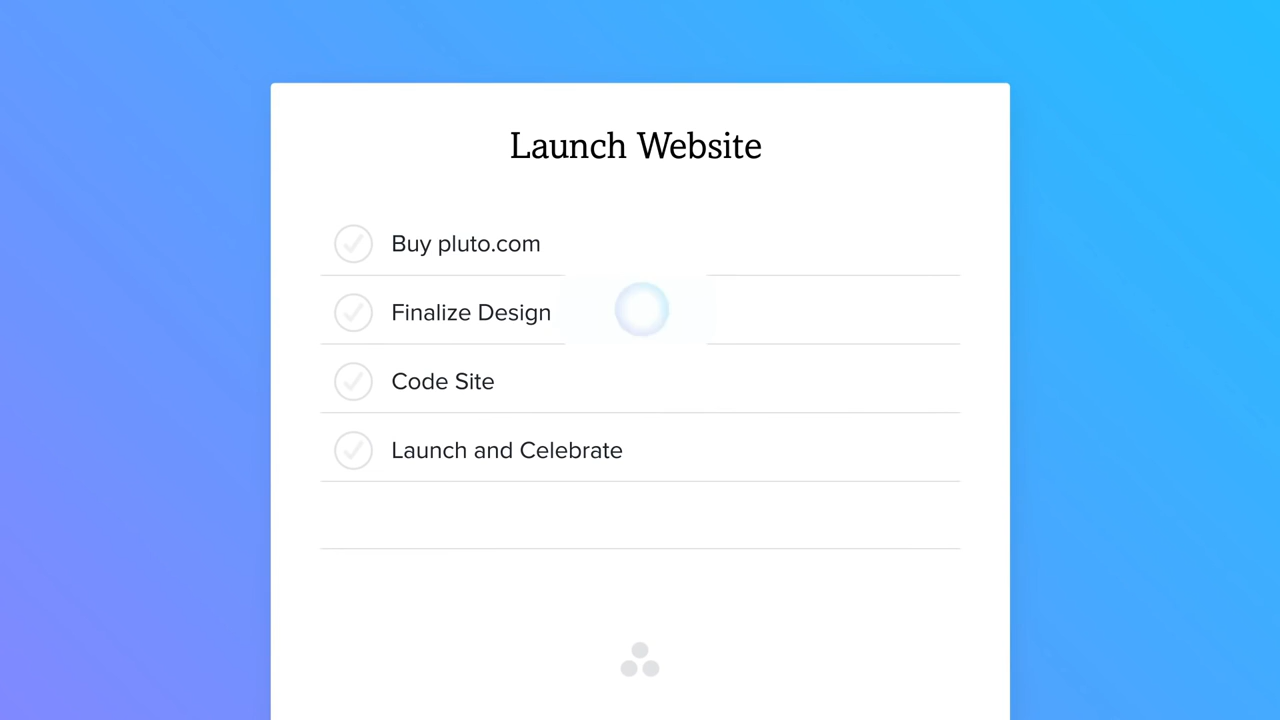 Launch Website
Buy pluto.com
Finalize Design
Code Site
Launch and Celebrate